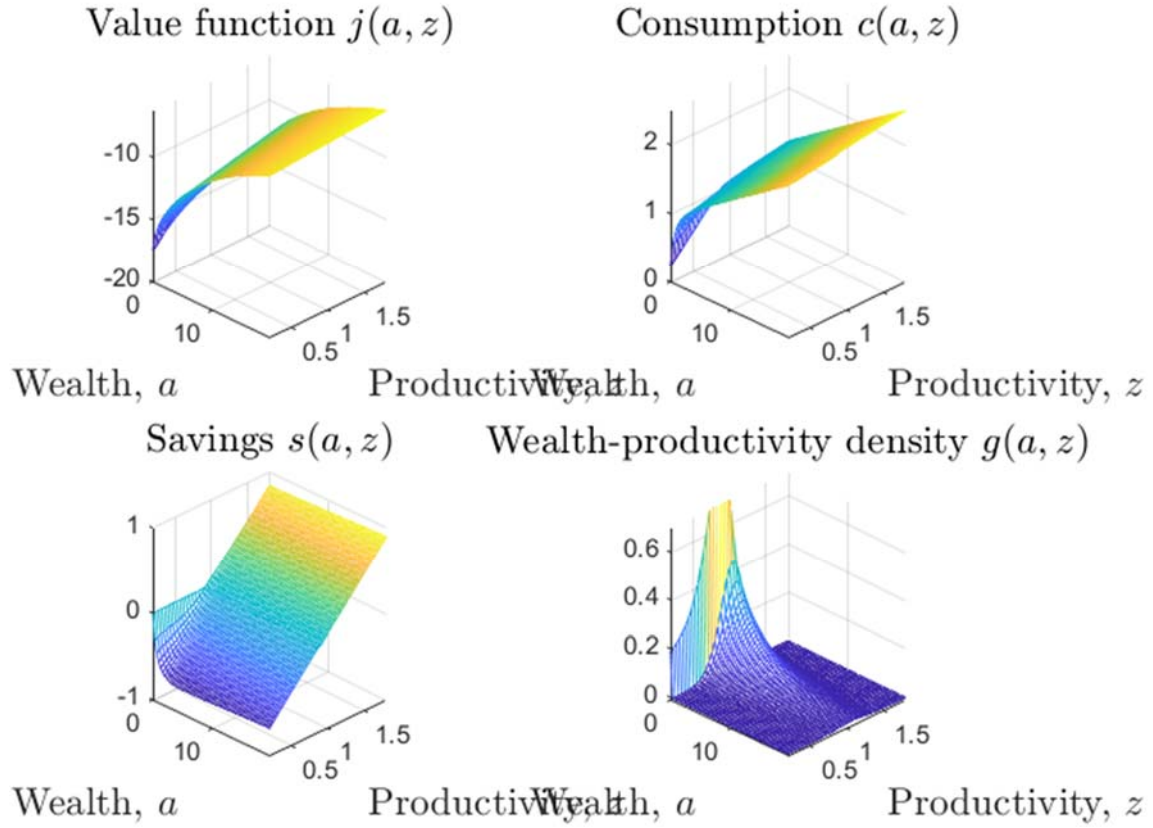 Value function j(a, z)
-10
-15
-20
0
10
0.5
1
1.5
Wealth, a
Productivity, z
Consumption c(a, z)
2
1
0
0
10
0.5
1
1.5
Wealth, a
Productivity, z
Savings s(a, z)
1
0
-1
0
10
0.5
1
1.5
Wealth, a
Productivity, z
Wealth-productivity density g(a, z)
0.6
0.4
0.2
0
0
10
0.5
1
1.5
Wealth, a
Productivity, z